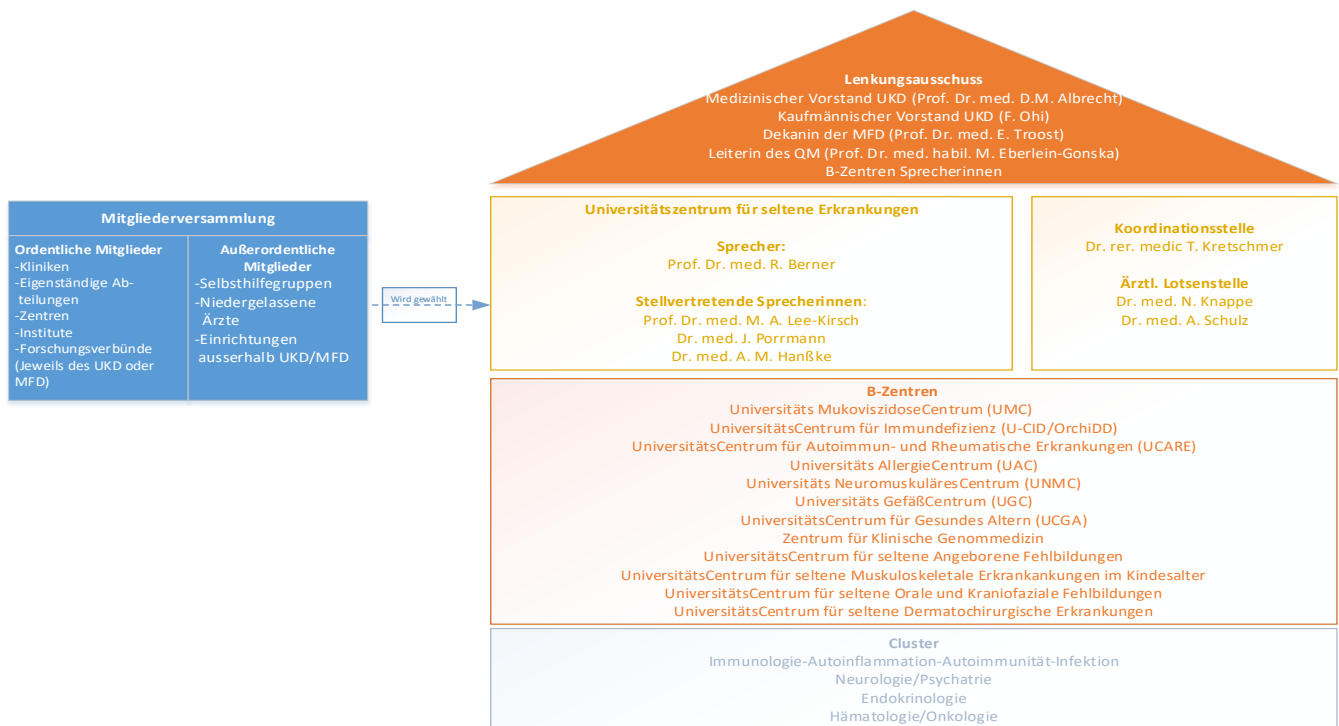 Lenkungsausschuss
Medizinischer Vorstand UKD (Prof. Dr. med. D.M. Albrecht)
Kaufmännischer Vorstand UKD (F. Ohi)
Dekanin der MFD (Prof. Dr. med. E. Troost)
Leiterin des QM (Prof. Dr. med. habil. M. Eberlein-Gonska)
B-Zentren Sprecherinnen
Mitgliederversammlung
Ordentliche Mitglieder
-Kliniken
-Eigenständige Ab-
teilungen
-Zentren
-Institute
-Forschungsverbünde
(Jeweils des UKD oder
MFD)
Außerordentliche
Mitglieder
-Selbsthilfegruppen
-Niedergelassene
Ärzte
-Einrichtungen
ausserhalb UKD/MFD
Wird gewählt
Universitätszentrum für seltene Erkrankungen
Sprecher:
Prof. Dr. med. R. Berner
Stellvertretende Sprecherinnen:
Prof. Dr. med. M. A. Lee-Kirsch
Dr. med. J. Porrmann
Dr. med. A. M. Hanßke
Koordinationsstelle
Dr. rer. medic T. Kretschmer
Ärztl. Lotsenstelle
Dr. med. N. Knappe
Dr. med. A. Schulz
B-Zentren
Universitäts MukoviszidoseCentrum (UMC)
UniversitätsCentrum für Immundefizienz (U-CID/OrchiDD)
UniversitätsCentrum für Autoimmun- und Rheumatische Erkrankungen (UCARE)
Universitäts AllergieCentrum (UAC)
Universitäts NeuromuskuläresCentrum (UNMC)
Universitäts GefäßCentrum (UGC)
UniversitätsCentrum für Gesundes Altern (UCGA)
Zentrum für Klinische Genommedizin
UniversitätsCentrum für seltene Angeborene Fehlbildungen
UniversitätsCentrum für seltene Muskuloskeletale Erkrankankungen im Kindesalter
UniversitätsCentrum für seltene Orale und Kraniofaziale Fehlbildungen
UniversitätsCentrum für seltene Dermatochirurgische Erkrankungen
Cluster
Immunologie-Autoinflammation-Autoimmunität-Infektion
Neurologie/Psychatrie
Endokrinologie
Hämatologie/Onkologie